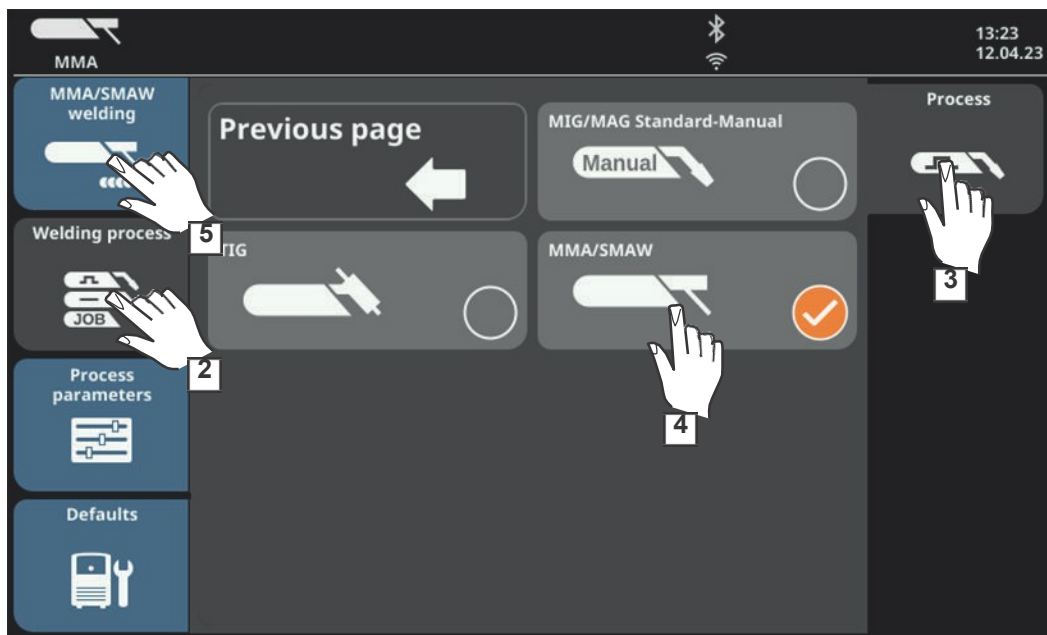 MMA
13:23
12.04.23
MMA/SMAW
welding
5
Welding process
JOB
2
Process
parameters
Defaults
Previous page
MIG/MAG Standard-Manual
Manual
TIG
MMA/SMAW
4
Process
3